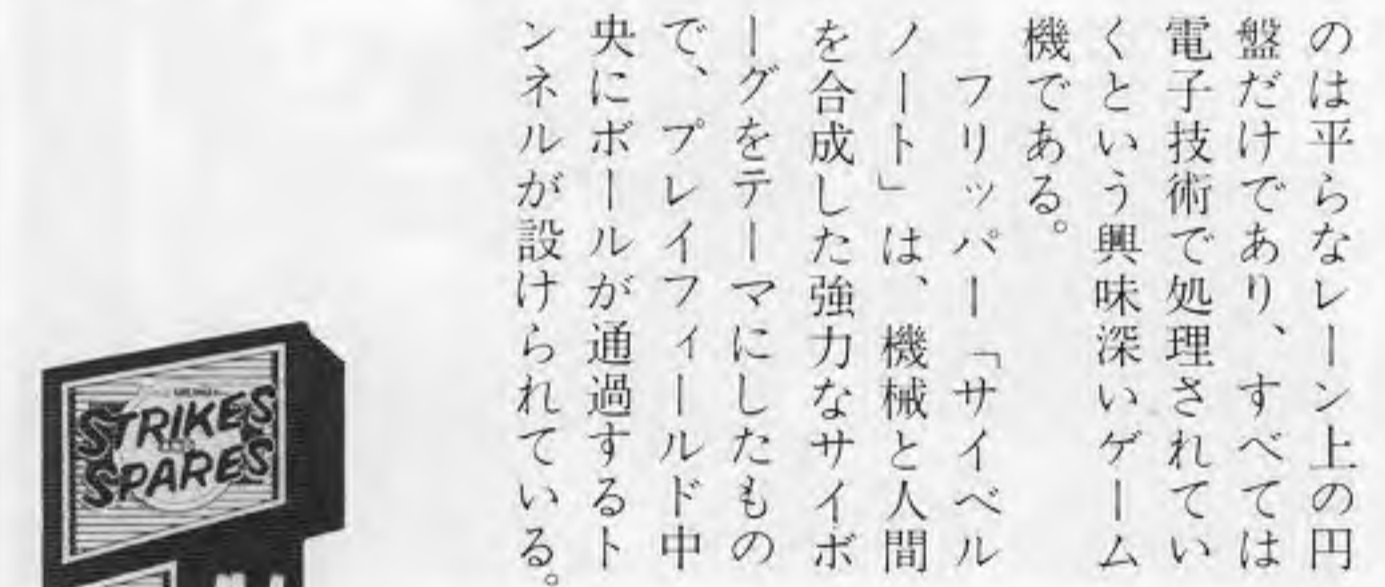 のは平らなレーン上の円
盤だけであり、すべては
電子技術で処理されてい
くという興味深いゲーム
機である。
フリッパー「サイベル
ノート」は、機械と人間
を合成した強力なサイボ
ーグをテーマにしたもの
で、プレイフィールド中
央にボールが通過するト
ンネルが設けられている。
STRIKES
SPARES